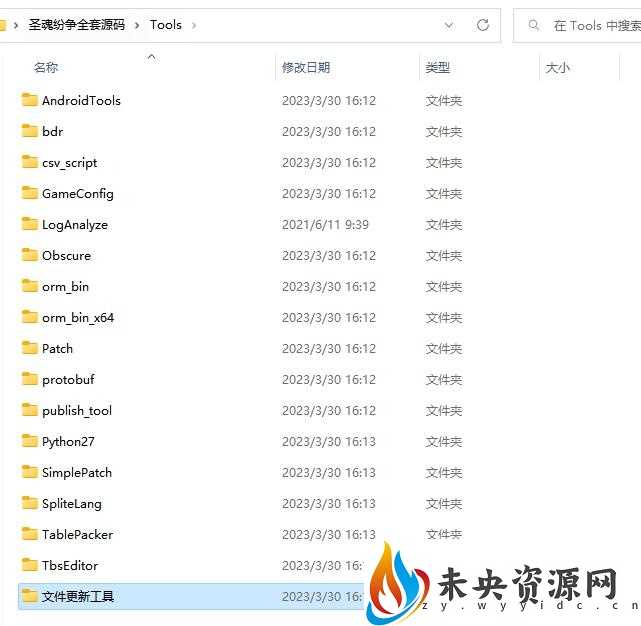 圣魂纷争全套源码 > Tools > 在 Tools 中搜索
名称 修改日期 类型 大小
AndroidTools 2023/3/30 16:12 文件夹
bdr 2023/3/30 16:12 文件夹
csv_script 2023/3/30 16:12 文件夹
GameConfig 2023/3/30 16:12 文件夹
LogAnalyze 2021/6/11 9:39 文件夹
Obscure 2023/3/30 16:12 文件夹
orm_bin 2023/3/30 16:12 文件夹
orm_bin_x64 2023/3/30 16:12 文件夹
Patch 2023/3/30 16:12 文件夹
protobuf 2023/3/30 16:12 文件夹
publish_tool 2023/3/30 16:12 文件夹
Python27 2023/3/30 16:13 文件夹
SimplePatch 2023/3/30 16:13 文件夹
SpliteLang 2023/3/30 16:13 文件夹
TablePacker 2023/3/30 16:13 文件夹
TbsEditor 2023/3/30 16:
文件更新工具 2023/3/30 16:
未央资源网
zy.wyyidc.cn